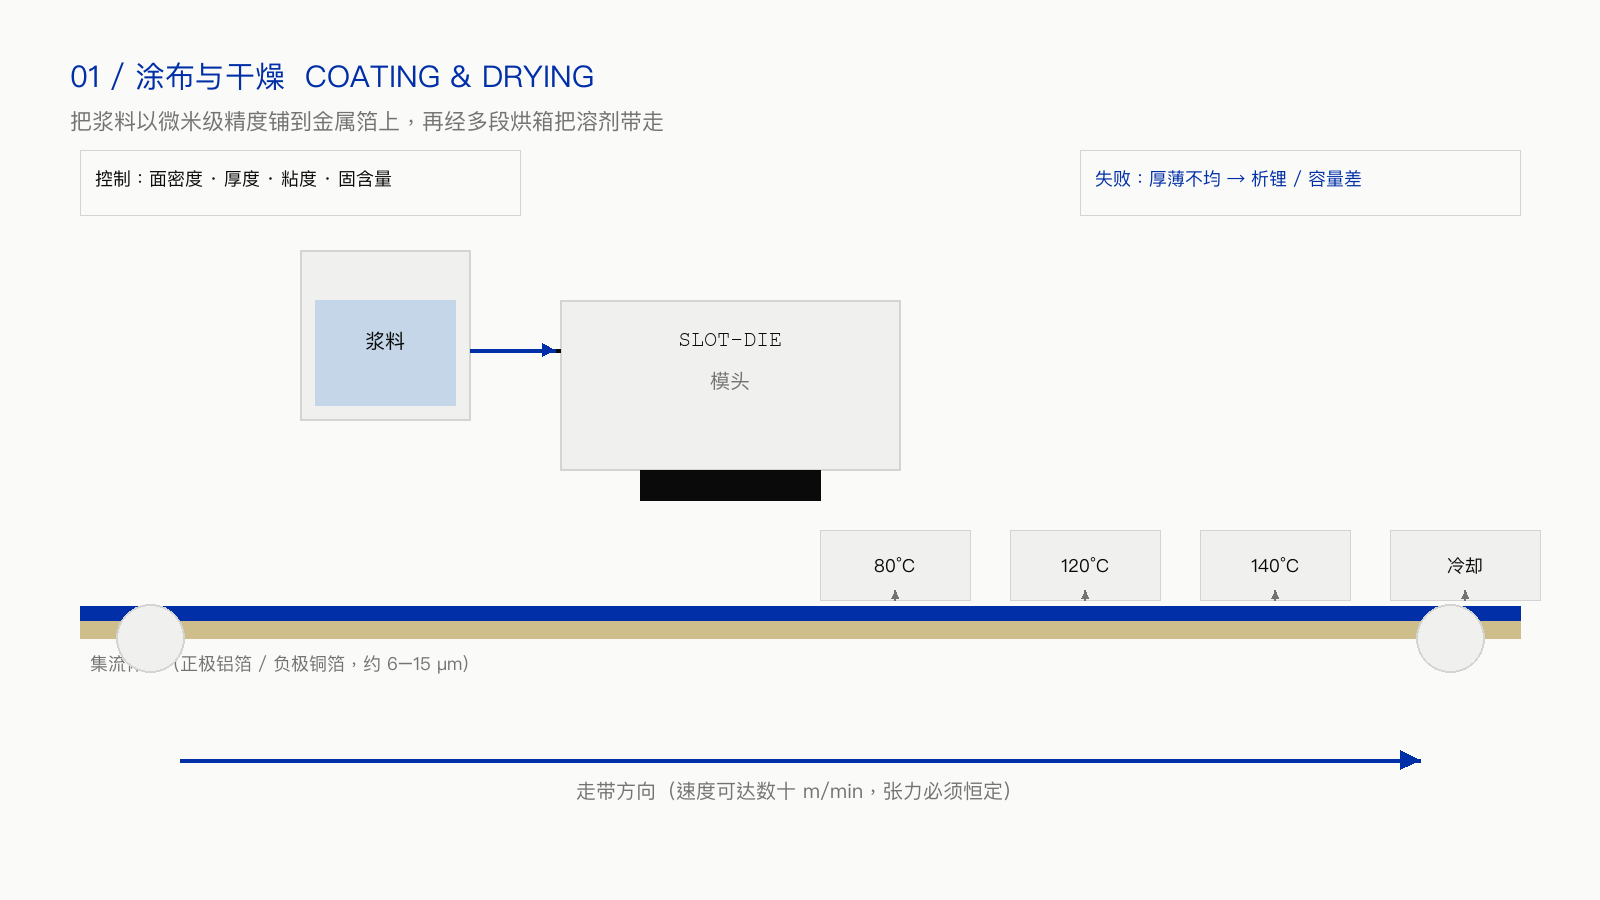 01 / 涂布与干燥 COATING & DRYING
把浆料以微米级精度铺到金属箔上，再经多段烘箱把溶剂带走
控制：面密度 · 厚度 · 粘度 · 固含量
失败：厚薄不均 → 析锂 / 容量差
浆料
SLOT-DIE
模头
80°C
120°C
140°C
冷却
集流（正极铝箔 / 负极铜箔，约 6–15 μm）
走带方向（速度可达数十 m/min，张力必须恒定）